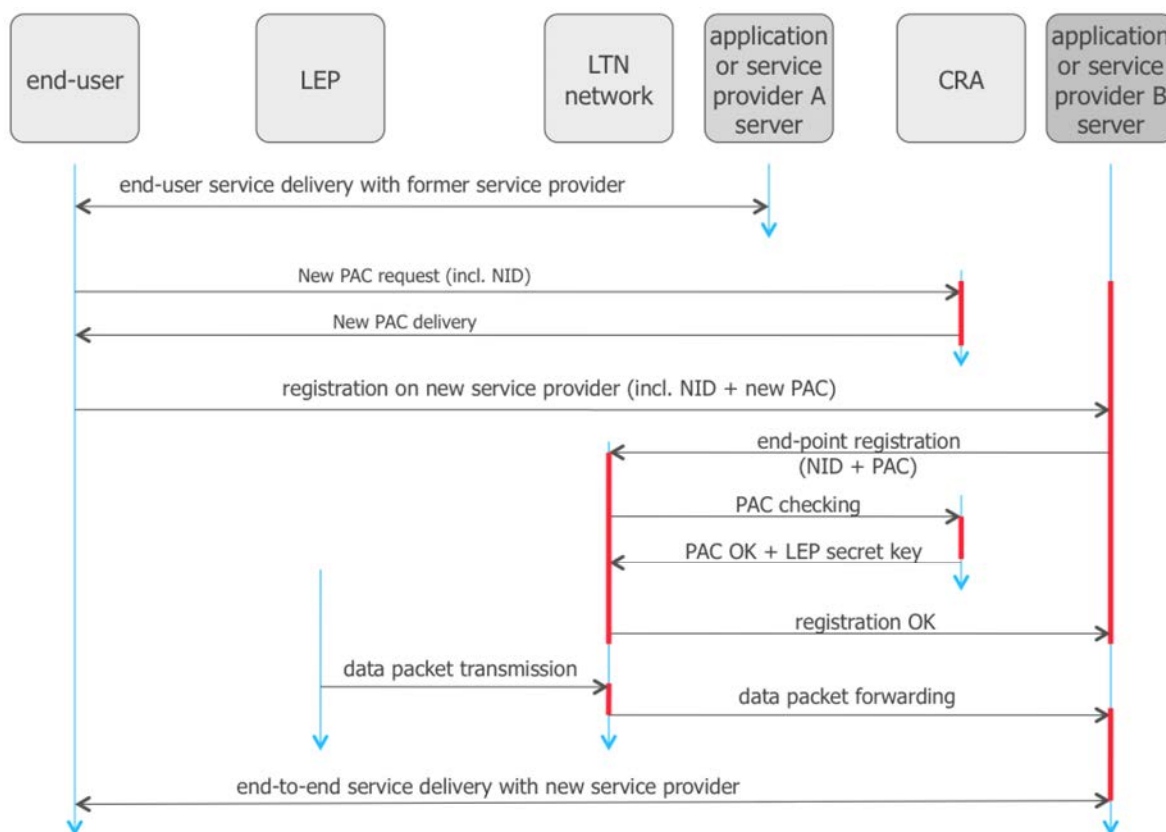 end-user
LEP
LTN
network
application
or service
provider A
server
CRA
application
or service
provider B
server
end-user service delivery with former service provider
New PAC request (incl. NID)
New PAC delivery
registration on new service provider (incl. NID + new PAC)
end-point registration
(NID + PAC)
PAC checking
PAC OK + LEP secret key
registration OK
data packet transmission
data packet forwarding
end-to-end service delivery with new service provider